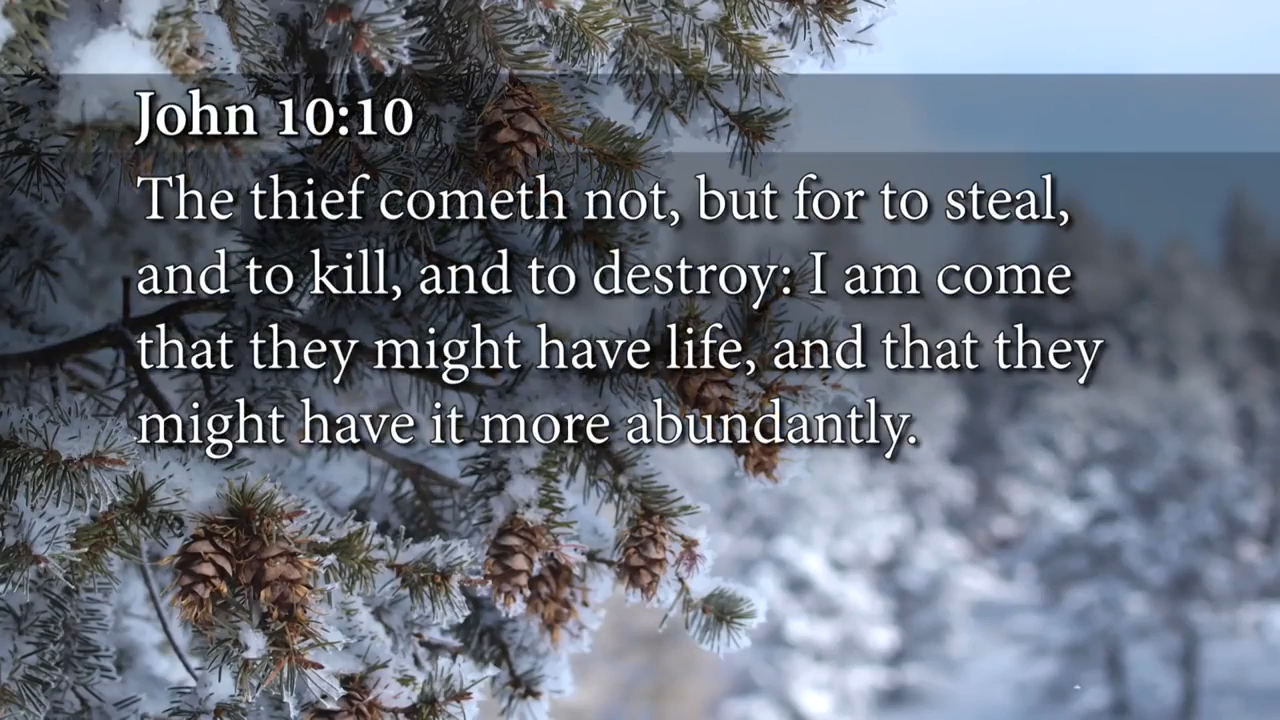 John 10:10
The thief cometh not, but for to steal,
and to kill, and to destroy: I am come
that they might have life, and that they
might have it more abundantly.